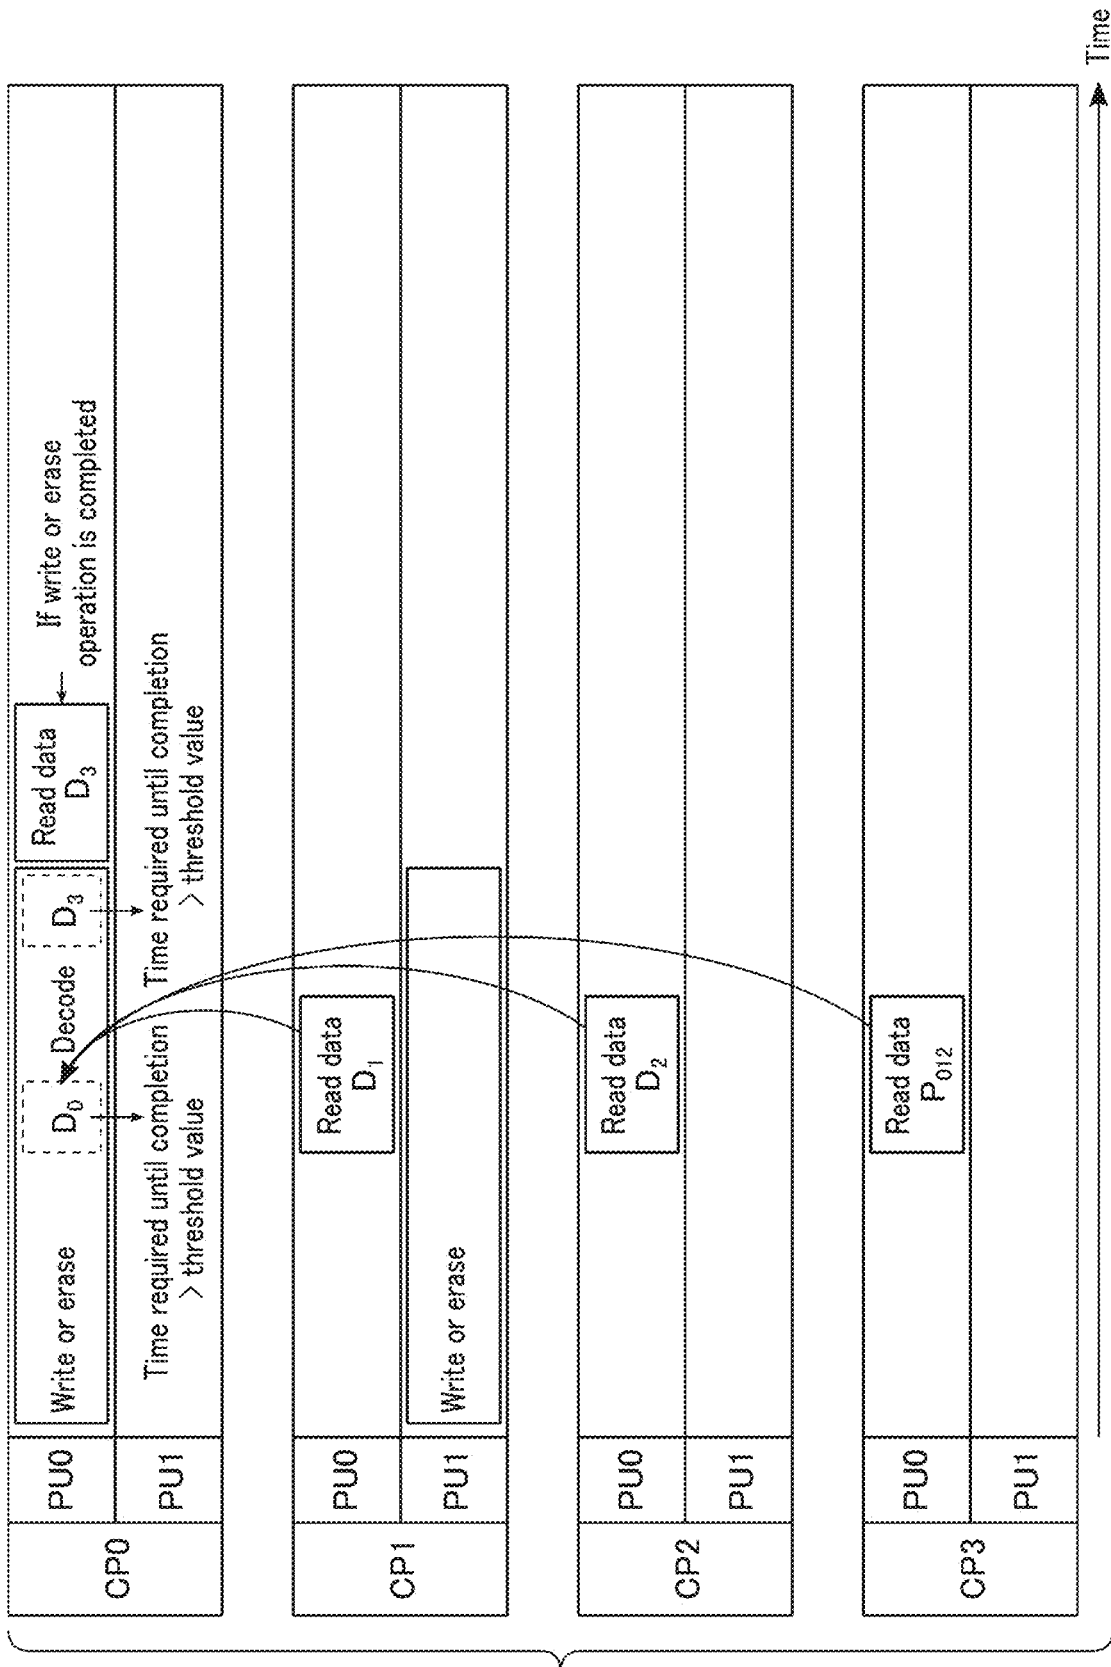 CP0
PU0
Write or erase
D0
Decode
D3
Read data
D3
If write or erase
operation is completed
PU1
Time required until completion
> threshold value
Time required until completion
> threshold value
CP1
PU0
Read data
D1
PU1
Write or erase
CP2
PU0
Read data
D2
PU1
CP3
PU0
Read data
P012
PU1
Time